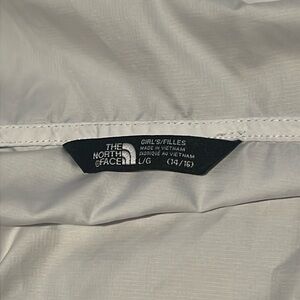 THE
NORTH
FACE
GIRL'S/FILLES
MADE IN VIETNAM
FABRIQUÉ AU VIETNAM
L/G (14/16)